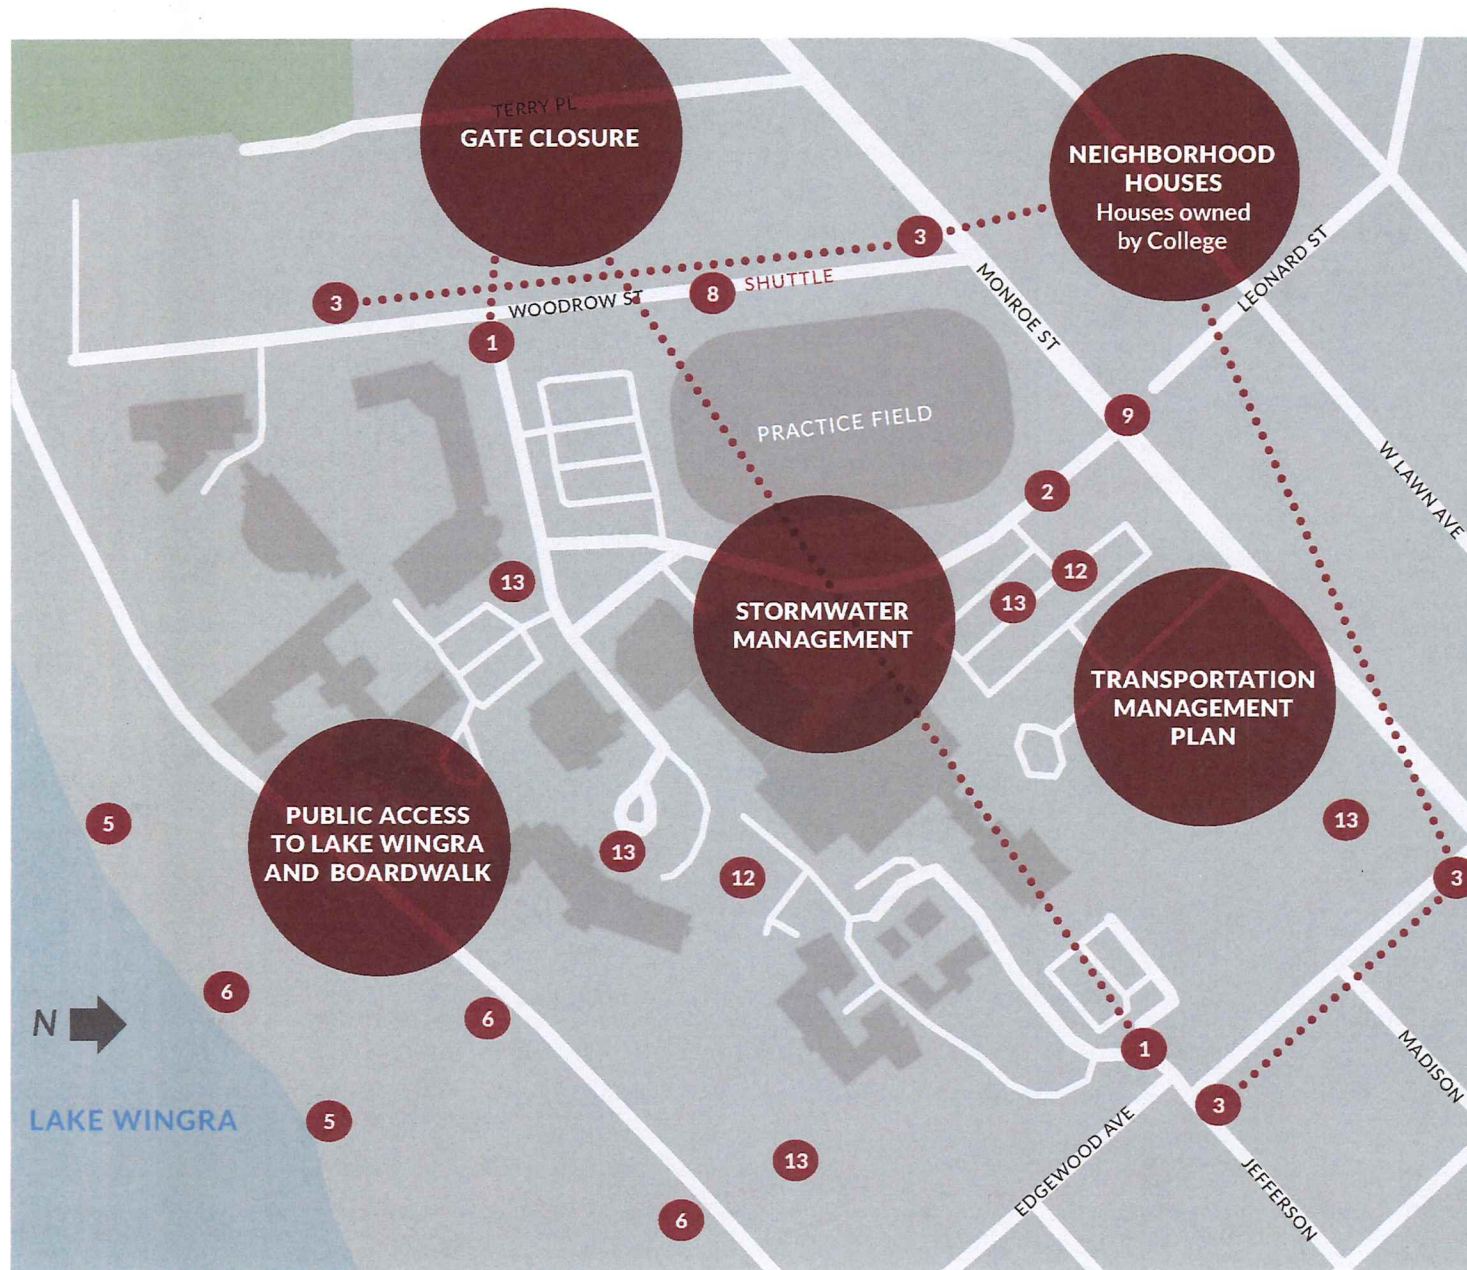 TERRY PL
GATE CLOSURE
NEIGHBORHOOD
HOUSES
Houses owned
by College
3
3
8
SHUTTLE
WOODROW ST
1
MONROE ST
LEONARD ST
PRACTICE FIELD
9
W LAWN AVE
2
12
13
13
STORMWATER
MANAGEMENT
TRANSPORTATION
MANAGEMENT
PLAN
PUBLIC ACCESS
TO LAKE WINGRA
AND BOARDWALK
5
13
12
13
3
6
6
N
1
MADISON
LAKE WINGRA
5
3
13
EDGEWOOD AVE
JEFFERSON
6